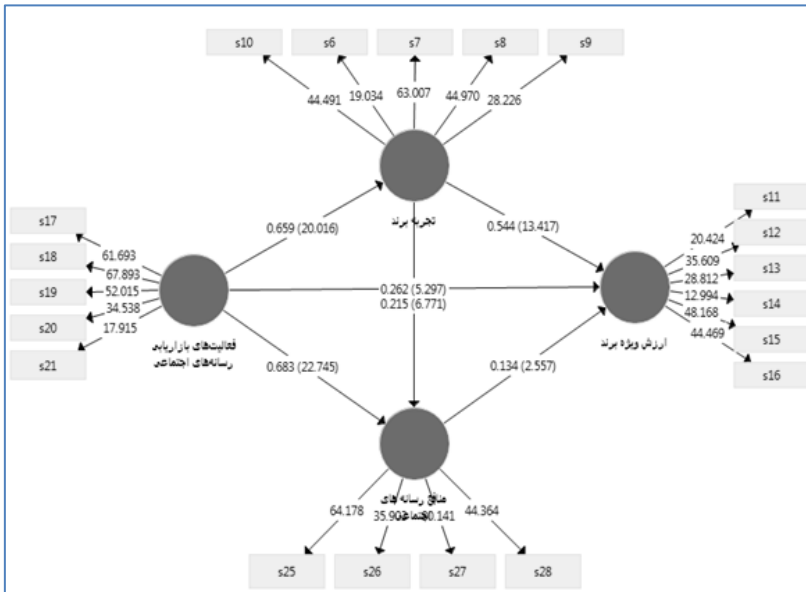 s10 s6 s7 s8 s9
44.491 19.034 63.007 44.970 28.226
تجربه برند
s17
s18
s19
s20
s21
61.693
67.893
52.015
34.538
17.915
فعالیت‌های بازاریابی
رسانه‌های اجتماعی
0.659 (20.016)
0.544 (13.417)
0.262 (5.297)
0.215 (6.771)
0.683 (22.745)
0.134 (2.557)
s11
s12
s13
s14
s15
s16
20.424
35.609
28.812
12.994
48.168
44.469
ارزش ویژه برند
رسانه های
64.178 44.364
s25 s26 s27 s28